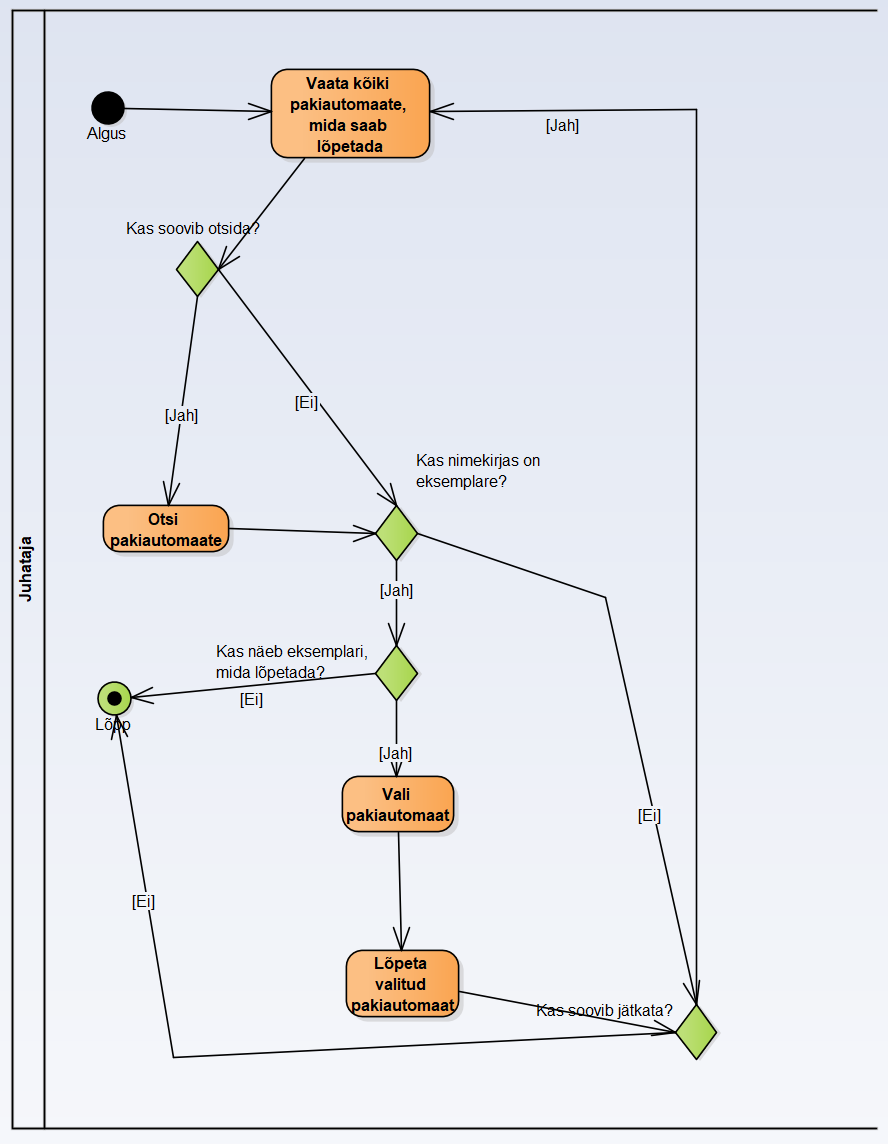 Vaata kõiki
pakiautomaate,
mida saab
lõpetada
Algus
[Jah]
Kas soovib otsida?
[Jah]
[Ei]
Kas nimekirjas on
eksemplare?
Otsi
pakiautomaate
Juhataja
[Jah]
Kas näeb eksemplari,
mida lõpetada?
[Ei]
Lõpp
[Jah]
Vali
pakiautomaat
[Ei]
[Ei]
Lõpeta
valitud
pakiautomaat
Kas soovib jätkata?